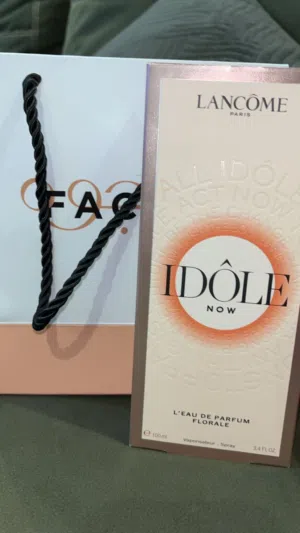 FAC
LANCÔME
PARIS
ALL IDÔL
E ACT NOW
IDÔLE
NOW
L'EAU DE PARFUM
FLORALE
℮ 100 ml
Vaporisateur - Spray
3.4 FL.OZ.